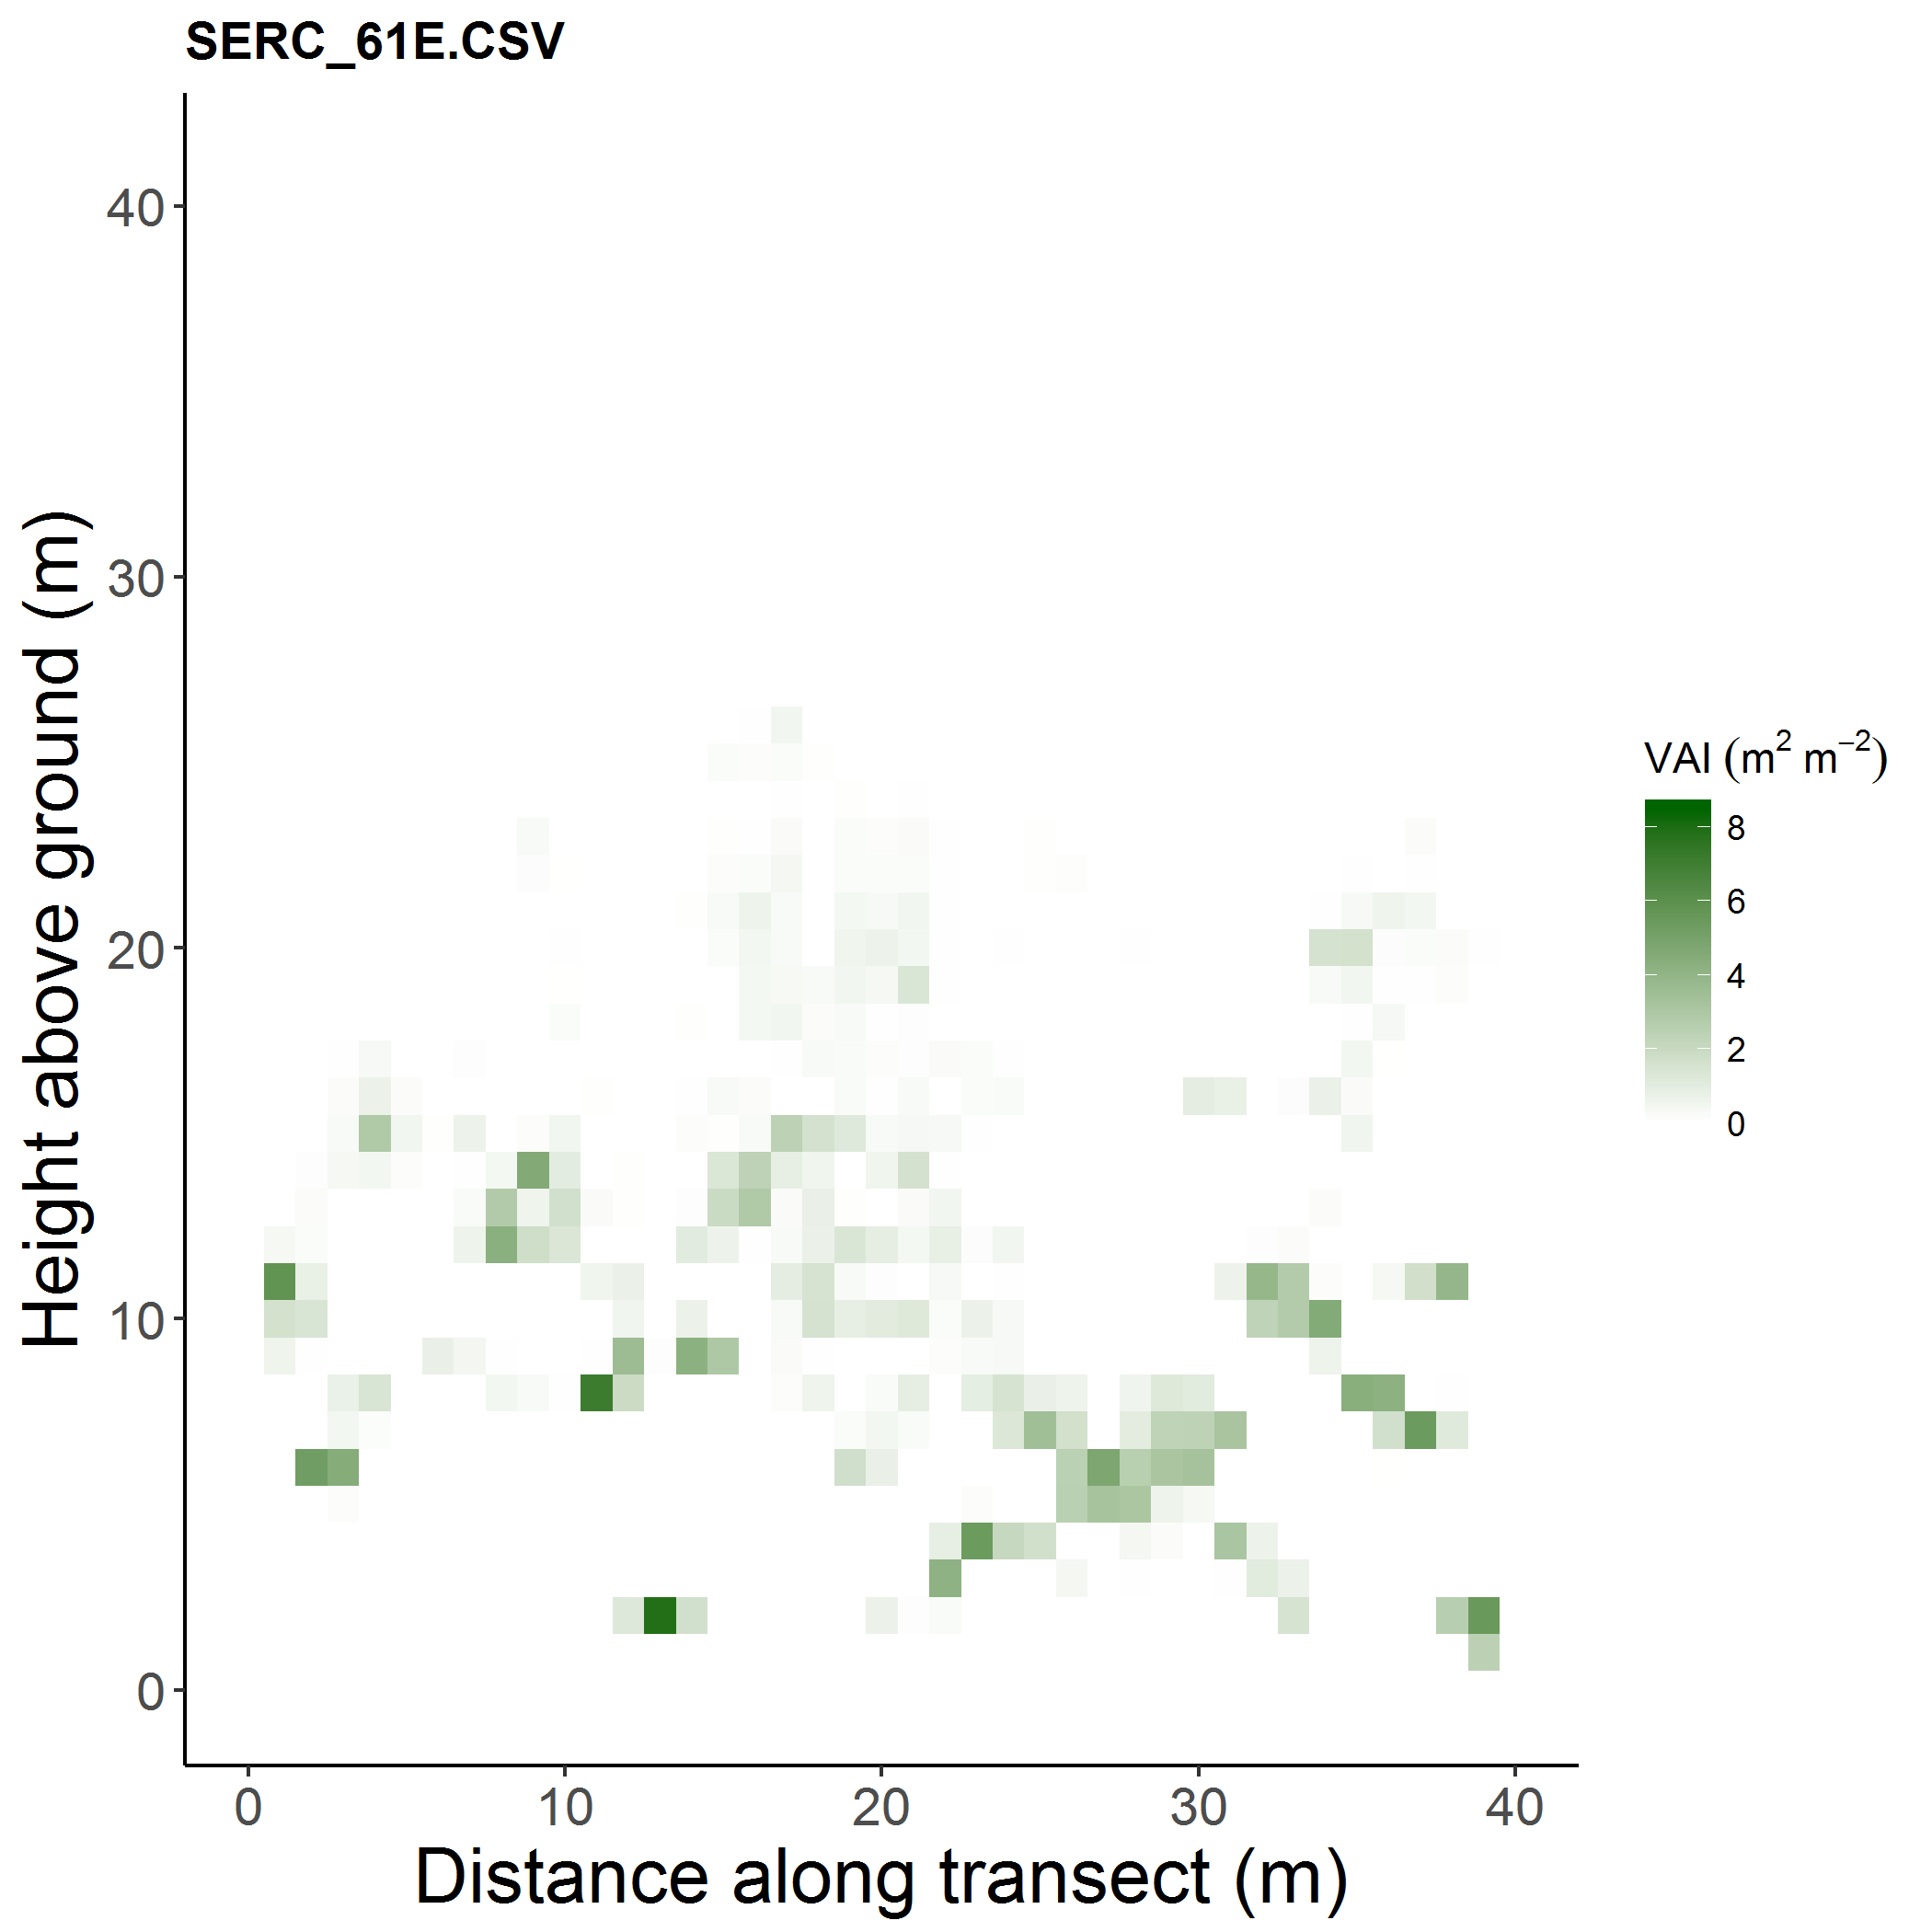 SERC_61E.CSV
Height above ground (m)
40
30
20
10
0
0 10 20 30 40
Distance along transect (m)
VAI (m² m⁻²)
8
6
4
2
0